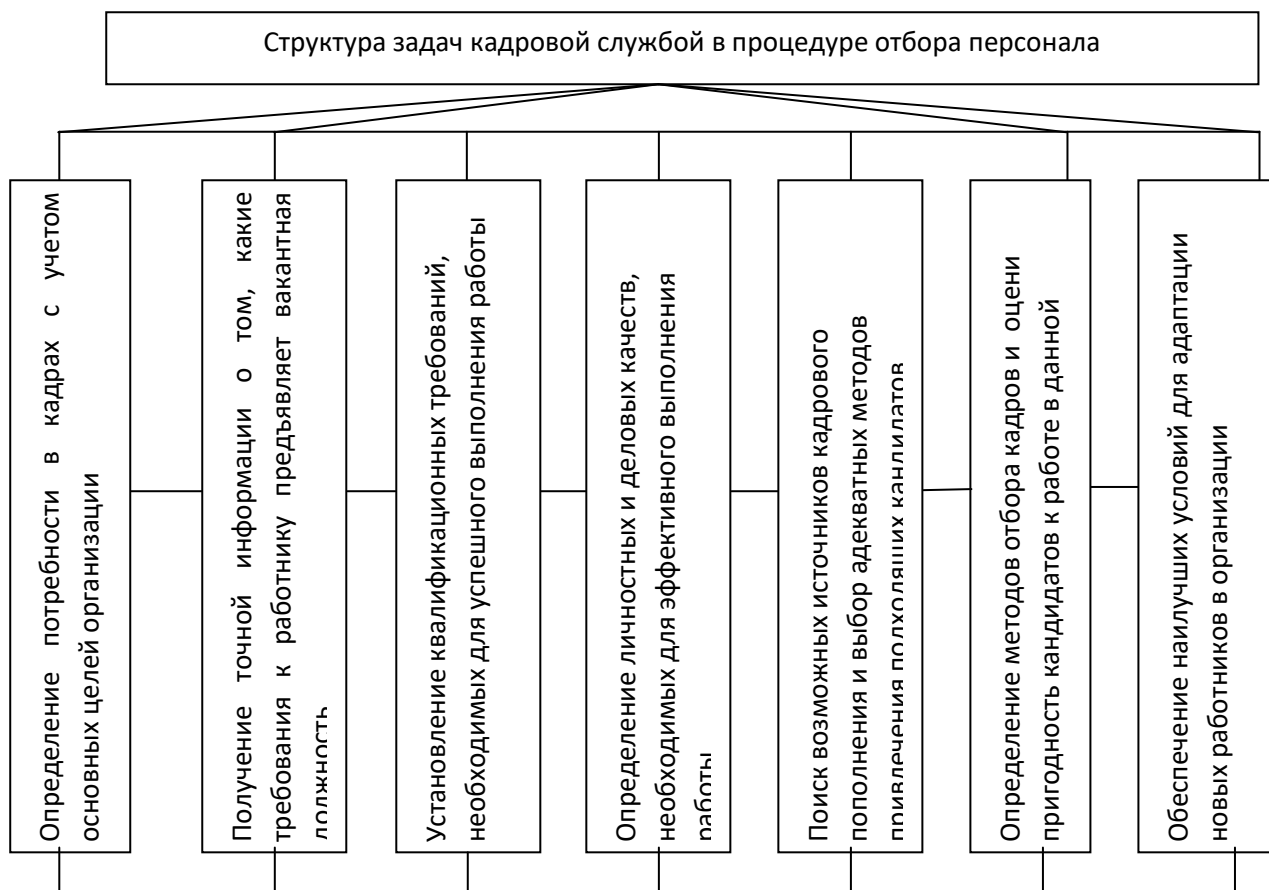 Структура задач кадровой службой в процедуре отбора персонала
Определение потребности в кадрах с учетом
основных целей организации
Получение точной информации о том, какие
требования к работнику предъявляет вакантная
должность
Установление квалификационных требований,
необходимых для успешного выполнения работы
Определение личностных и деловых качеств,
необходимых для эффективного выполнения
работы
Поиск возможных источников кадрового
пополнения и выбор адекватных методов
привлечения подходящих кандидатов
Определение методов отбора кадров и оцени
пригодность кандидатов к работе в данной
Обеспечение наилучших условий для адаптации
новых работников в организации